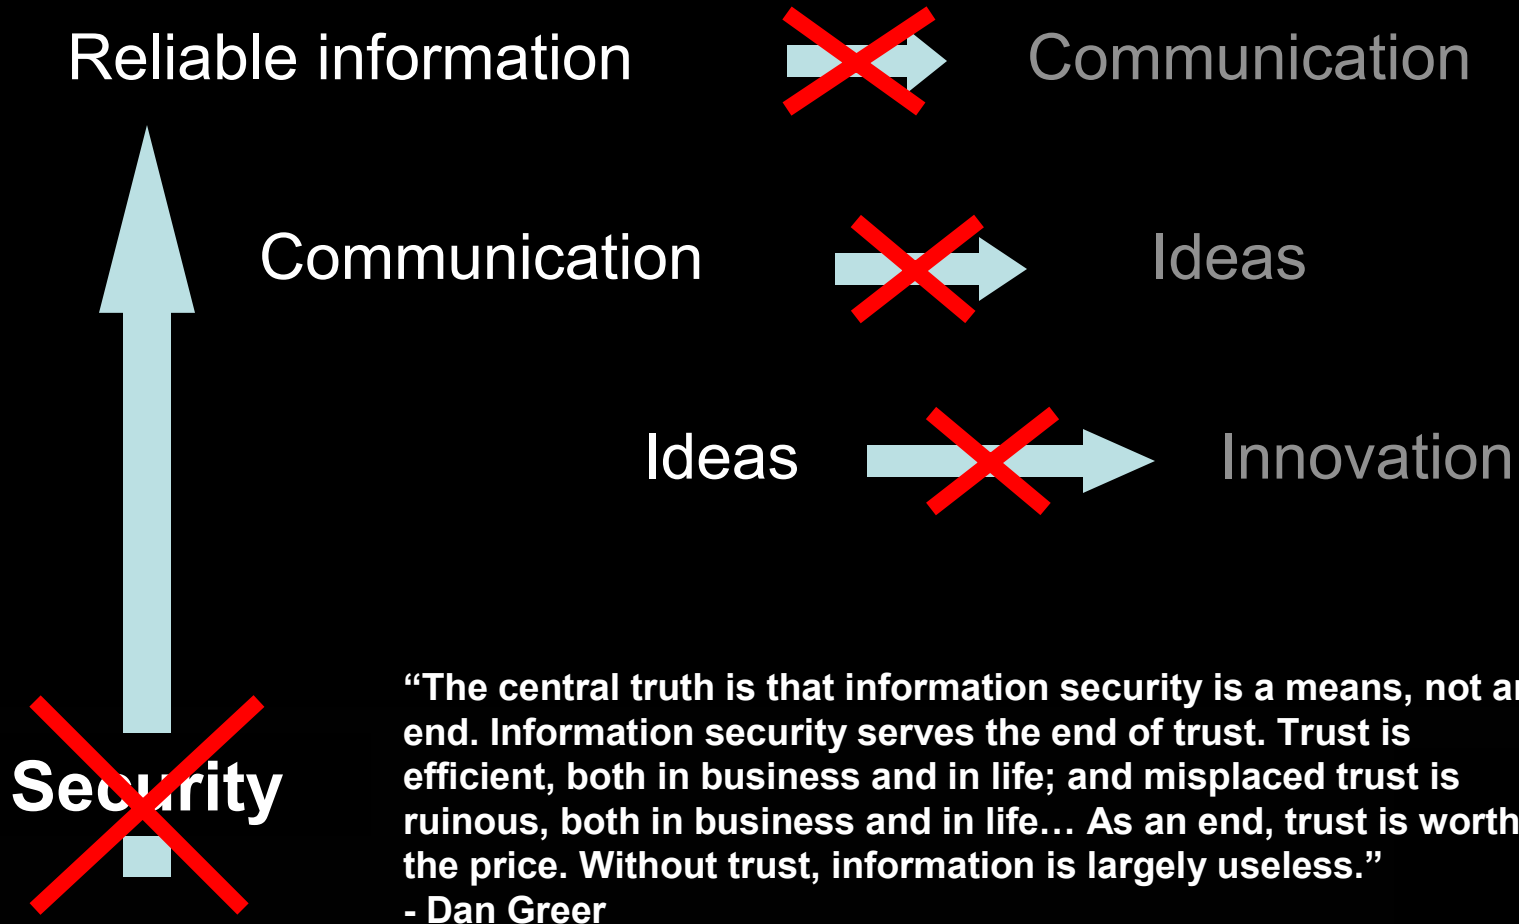 Reliable information Communication
Communication Ideas
Ideas Innovation
Security
“The central truth is that information security is a means, not an
end. Information security serves the end of trust. Trust is
efficient, both in business and in life; and misplaced trust is
ruinous, both in business and in life… As an end, trust is worth
the price. Without trust, information is largely useless.”
- Dan Greer